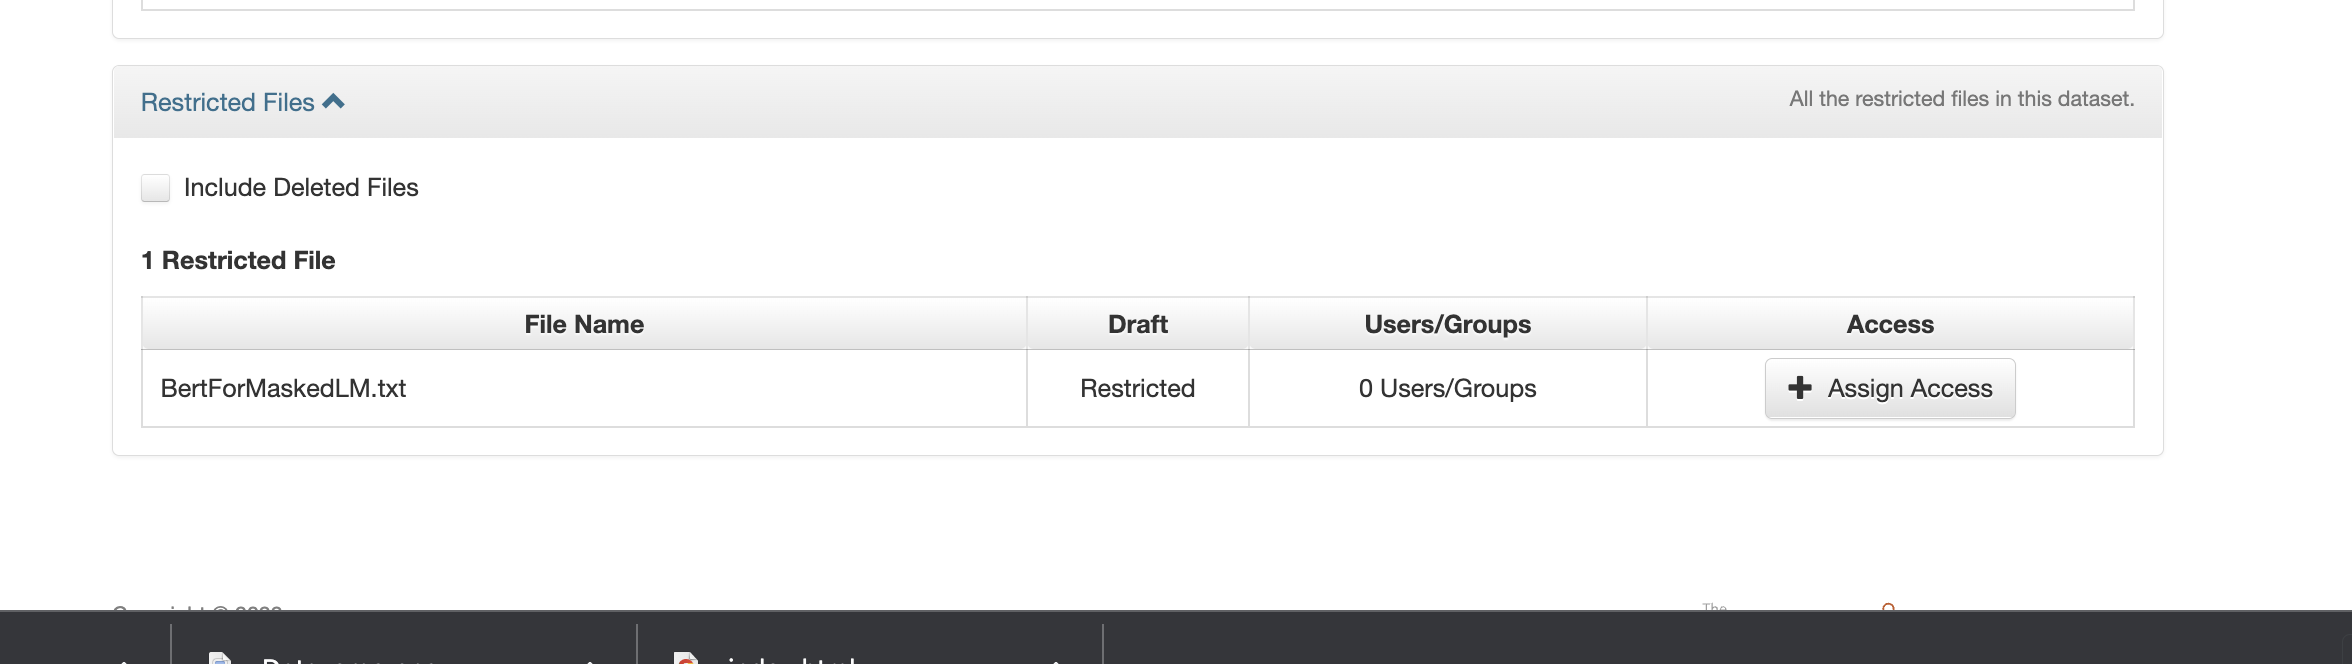 Restricted Files
All the restricted files in this dataset.
Include Deleted Files
1 Restricted File
File Name Draft Users/Groups Access
BertForMaskedLM.txt Restricted 0 Users/Groups Assign Access
The